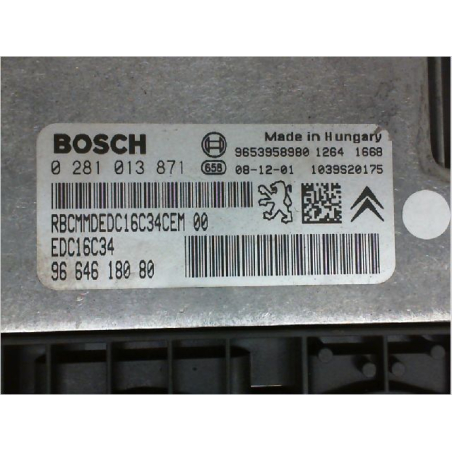 BOSCH
Made in Hungary
9653958980 1264 1668
0 281 013 871 658 08-12-01 1039S20175
RBCMMDEDC16C34CEM 00
EDC16C34
96 646 180 80